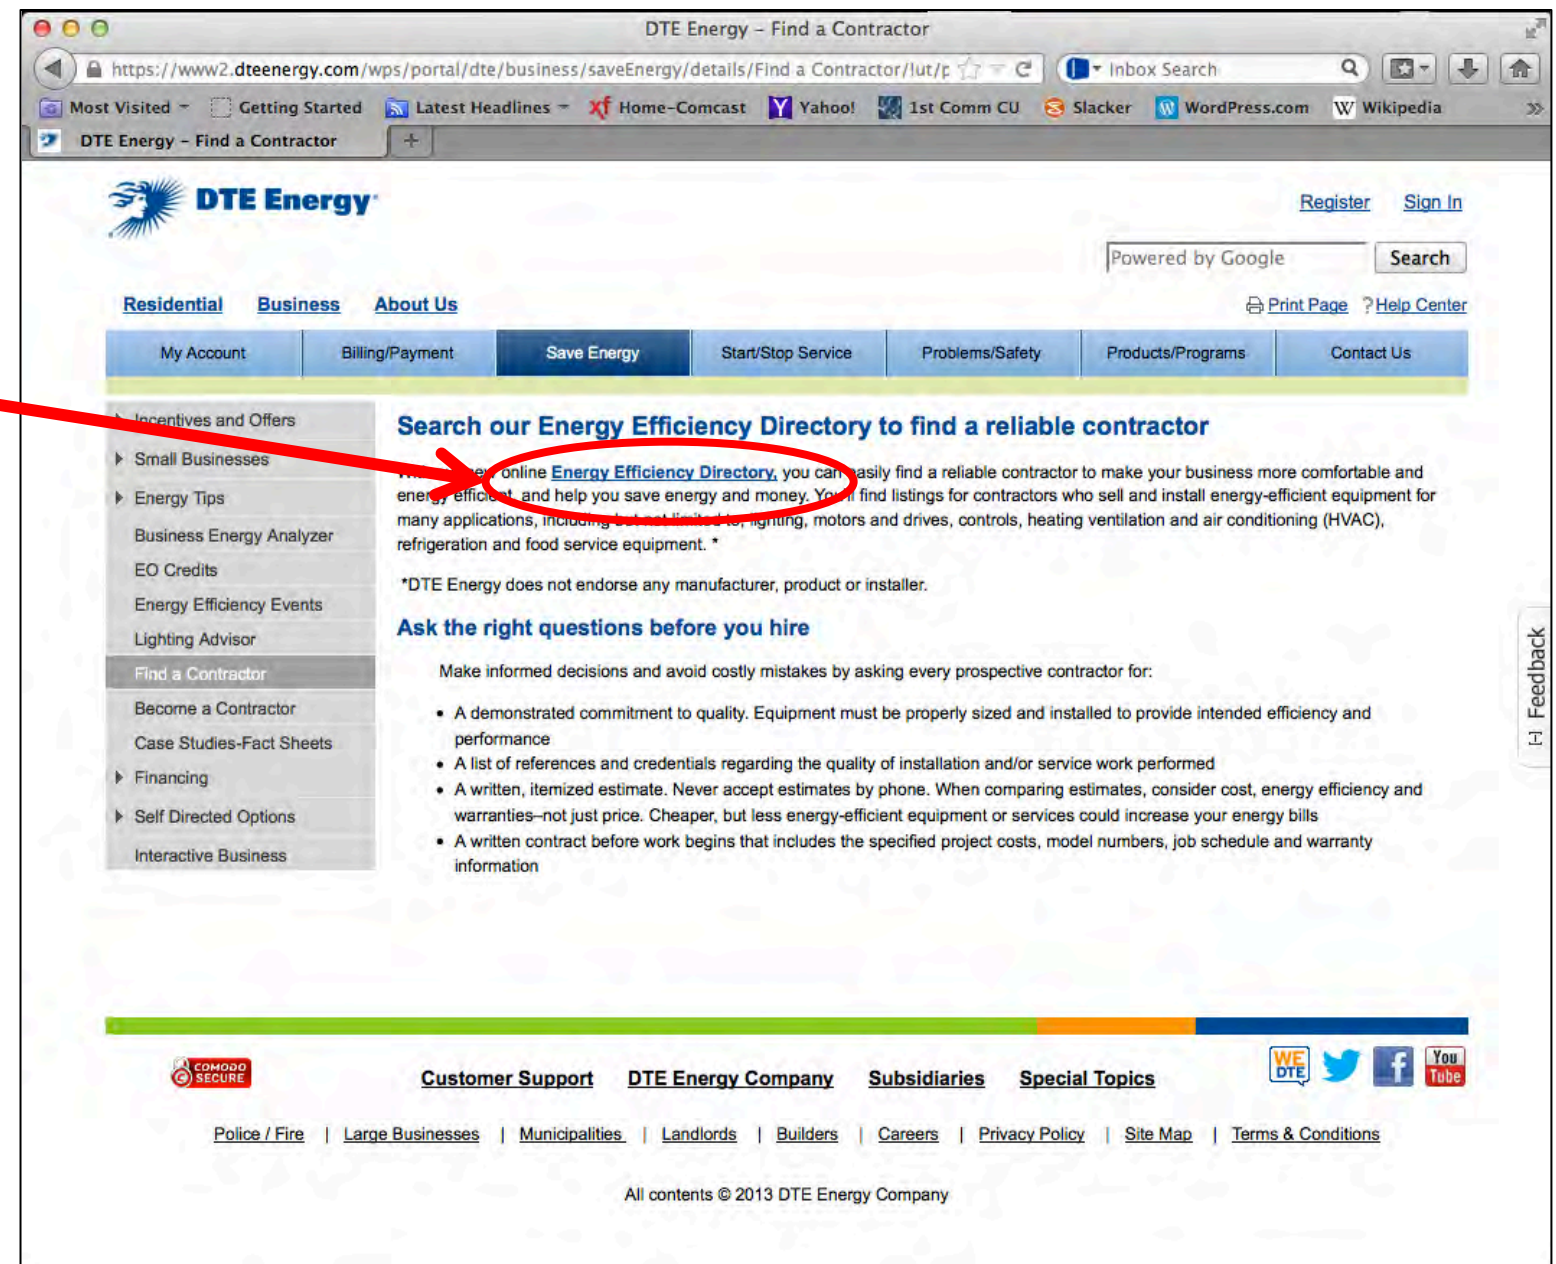 DTE Energy – Find a Contractor
https://www2.dteenergy.com/wps/portal/dte/business/saveEnergy/details/Find a Contractor/!ut/p
Inbox Search
Most Visited Getting Started Latest Headlines Home-Comcast Yahoo! 1st Comm CU Slacker WordPress.com Wikipedia
DTE Energy – Find a Contractor
DTE Energy
Register Sign In
Powered by Google Search
Residential Business About Us
Print Page ?Help Center
My Account Billing/Payment Save Energy Start/Stop Service Problems/Safety Products/Programs Contact Us
Incentives and Offers
Small Businesses
Energy Tips
Business Energy Analyzer
EO Credits
Energy Efficiency Events
Lighting Advisor
Find a Contractor
Become a Contractor
Case Studies-Fact Sheets
Financing
Self Directed Options
Interactive Business
Search our Energy Efficiency Directory to find a reliable contractor
online Energy Efficiency Directory, you can easily find a reliable contractor to make your business more comfortable and
energy efficient, and help you save energy and money. You'll find listings for contractors who sell and install energy-efficient equipment for
many applications, including but not limited to, lighting, motors and drives, controls, heating ventilation and air conditioning (HVAC),
refrigeration and food service equipment. *
*DTE Energy does not endorse any manufacturer, product or installer.
Ask the right questions before you hire
Make informed decisions and avoid costly mistakes by asking every prospective contractor for:
• A demonstrated commitment to quality. Equipment must be properly sized and installed to provide intended efficiency and
performance
• A list of references and credentials regarding the quality of installation and/or service work performed
• A written, itemized estimate. Never accept estimates by phone. When comparing estimates, consider cost, energy efficiency and
warranties–not just price. Cheaper, but less energy-efficient equipment or services could increase your energy bills
• A written contract before work begins that includes the specified project costs, model numbers, job schedule and warranty
information
[-] Feedback
COMODO
SECURE
Customer Support DTE Energy Company Subsidiaries Special Topics
WE
DTE
You
Tube
Police / Fire | Large Businesses | Municipalities | Landlords | Builders | Careers | Privacy Policy | Site Map | Terms & Conditions
All contents © 2013 DTE Energy Company